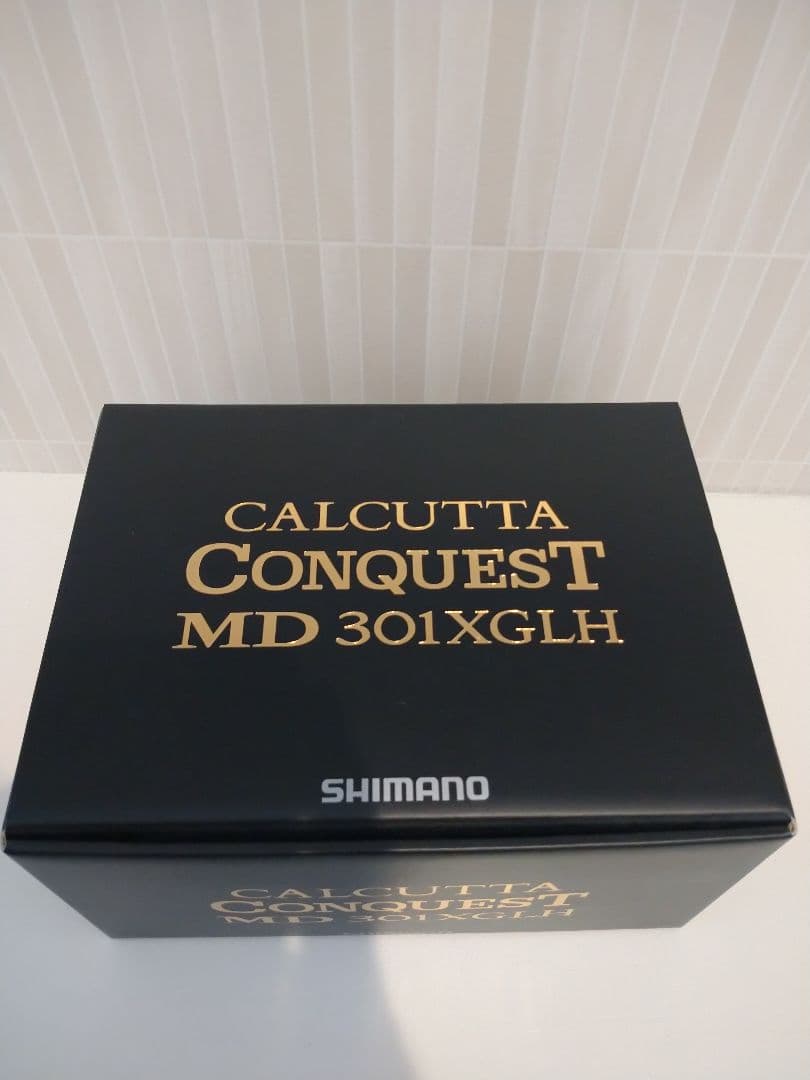 CALCUTTA
CONQUEST
MD 301XGLH
SHIMANO
CALCUTTA
CONQUEST
MD 301XGLH